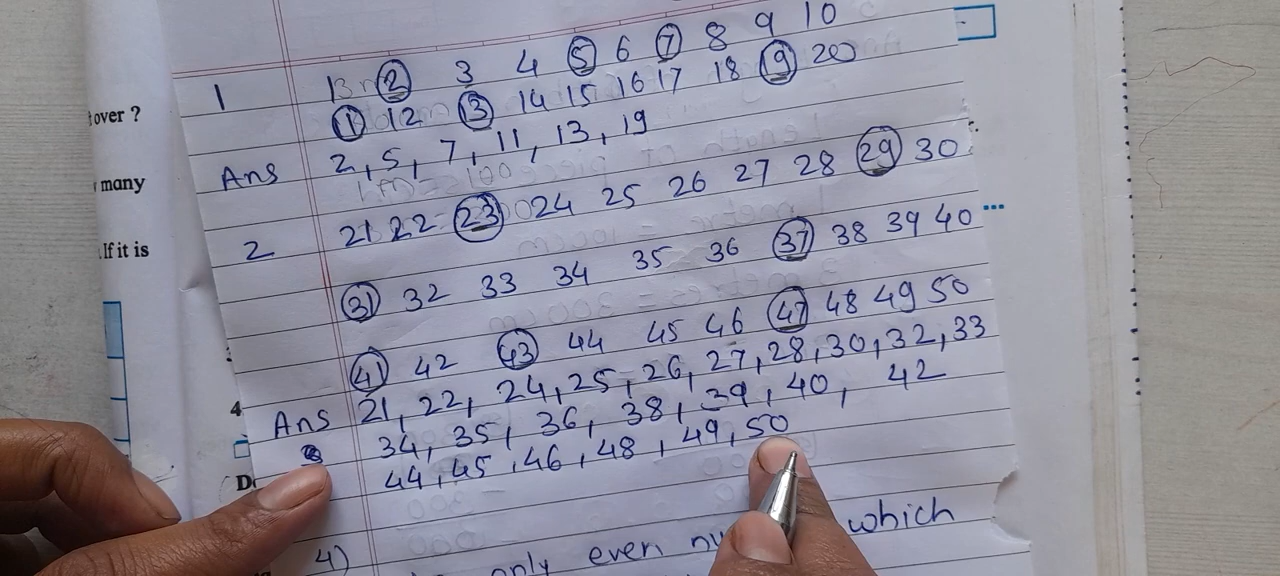 1 2 3 4 5 6 7 8 9 10
1 11 12 13 14 15 16 17 18 19 20
Ans 2, 5, 7, 11, 13, 19
2 21 22 23 24 25 26 27 28 29 30
31 32 33 34 35 36 37 38 39 40
41 42 43 44 45 46 47 48 49 50
Ans 21, 22, 24, 25, 26, 27, 28, 30, 32, 33
34, 35, 36, 38, 39, 40, 42
44, 45, 46, 48, 49, 50
4) which
only even
over ?
many
. If it is
4